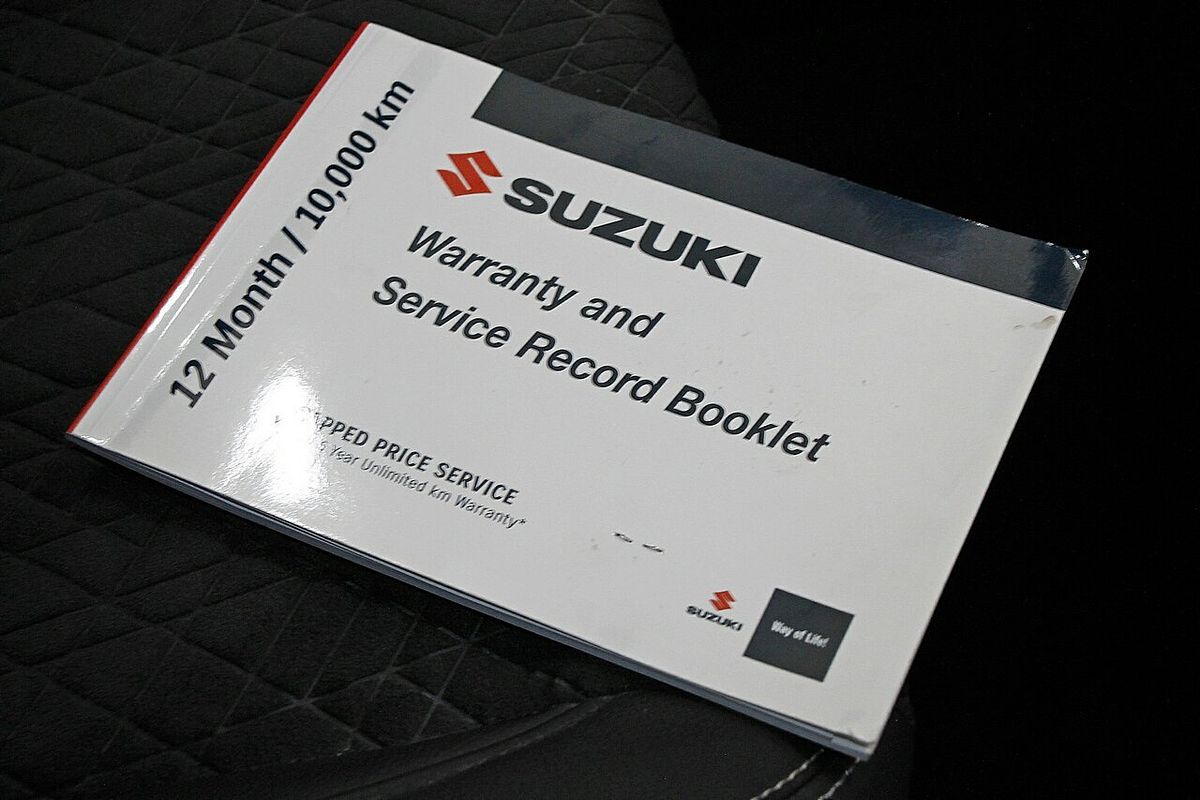 12 Month / 10,000 km
SUZUKI
Warranty and
Service Record Booklet
PRICE SERVICE
Year Unlimited km Warranty*
SUZUKI
Way of Life!